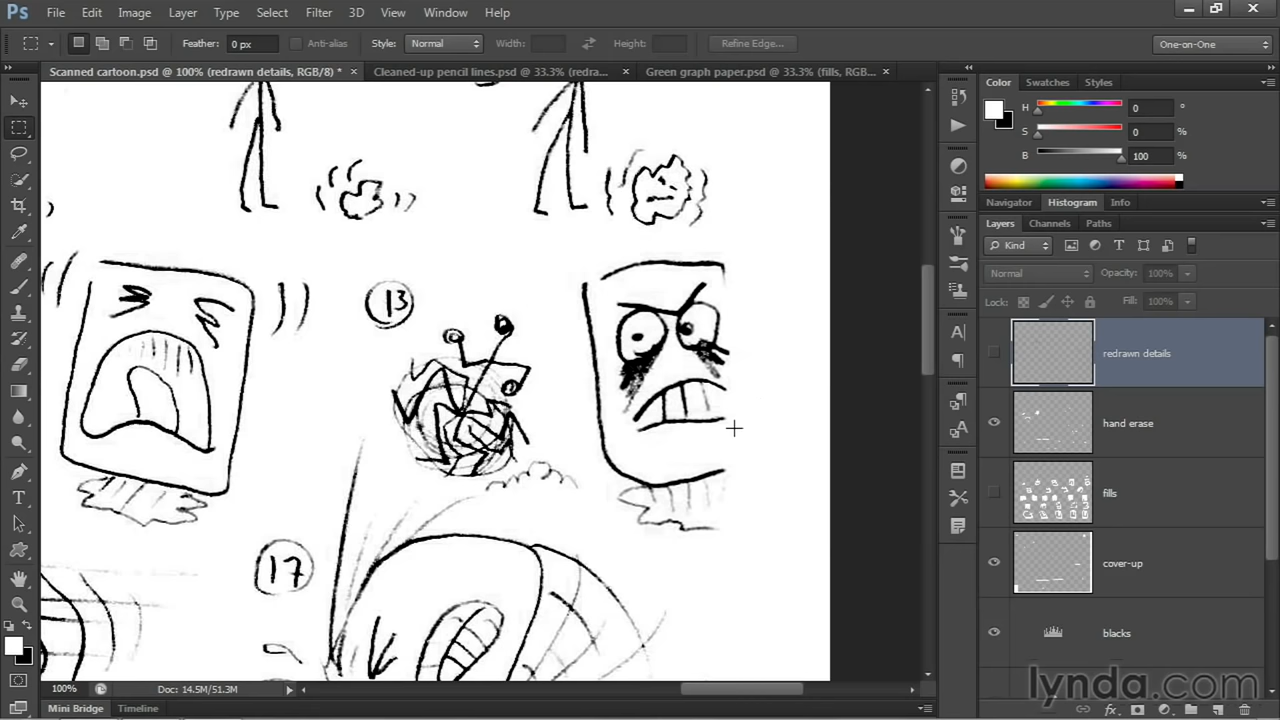 Ps File Edit Image Layer Type Select Filter 3D View Window Help
Feather: 0 px Anti-alias Style: Normal Width: Height: Refine Edge... One-on-One
Scanned cartoon.psd @ 100% (redrawn details, RGB/8) * × Cleaned-up pencil lines.psd @ 33.3% (redra... × Green graph paper.psd @ 33.3% (fills, RGB... ×
Color Swatches Styles
H 0 °
S 0 %
B 100 %
Navigator Histogram Info
Layers Channels Paths
Kind
Normal Opacity: 100%
Lock: Fill: 100%
redrawn details
hand erase
fills
cover-up
blacks
13
17
100% Doc: 14.5M/51.3M
Mini Bridge Timeline
lynda.com